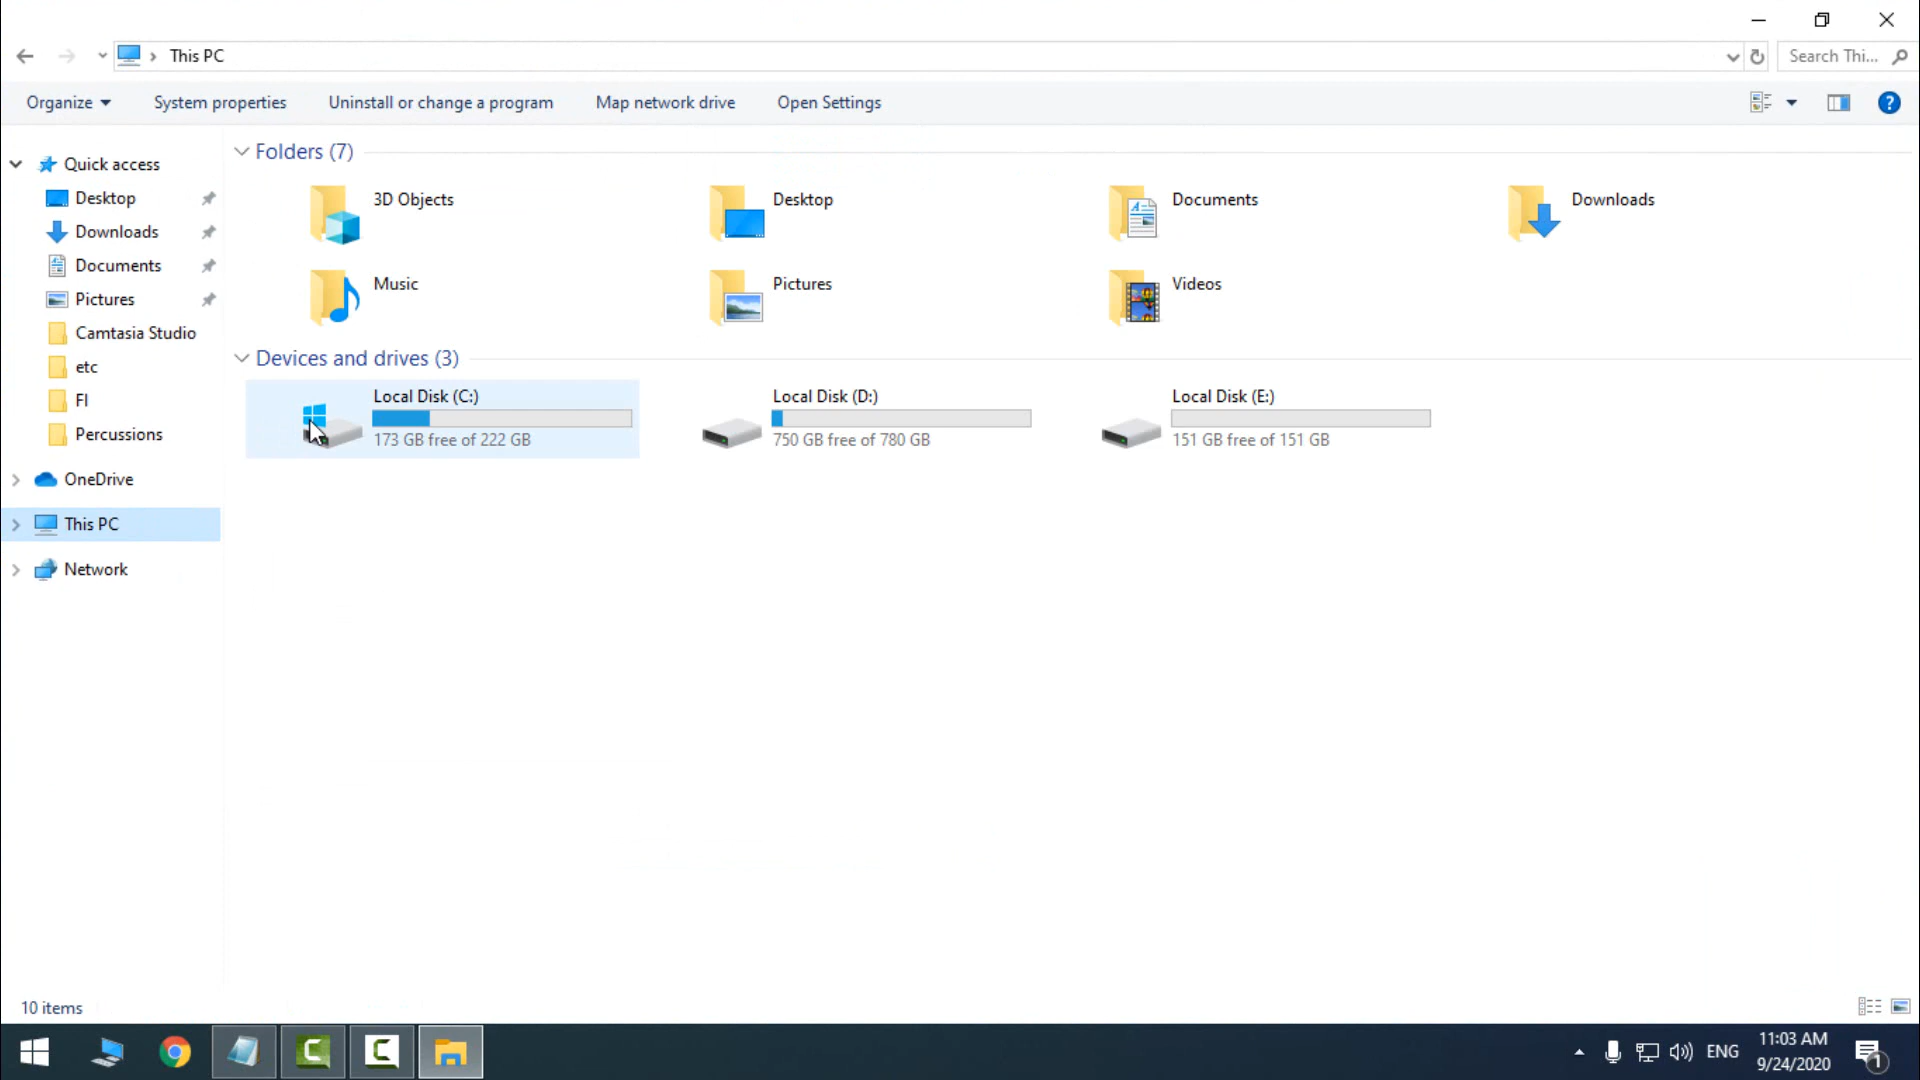 This PC
Search Thi...
Organize
System properties
Uninstall or change a program
Map network drive
Open Settings
Quick access
Desktop
Downloads
Documents
Pictures
Camtasia Studio
etc
FI
Percussions
OneDrive
This PC
Network
Folders (7)
3D Objects
Desktop
Documents
Downloads
Music
Pictures
Videos
Devices and drives (3)
Local Disk (C:)
173 GB free of 222 GB
Local Disk (D:)
750 GB free of 780 GB
Local Disk (E:)
151 GB free of 151 GB
10 items
ENG
11:03 AM
9/24/2020
1